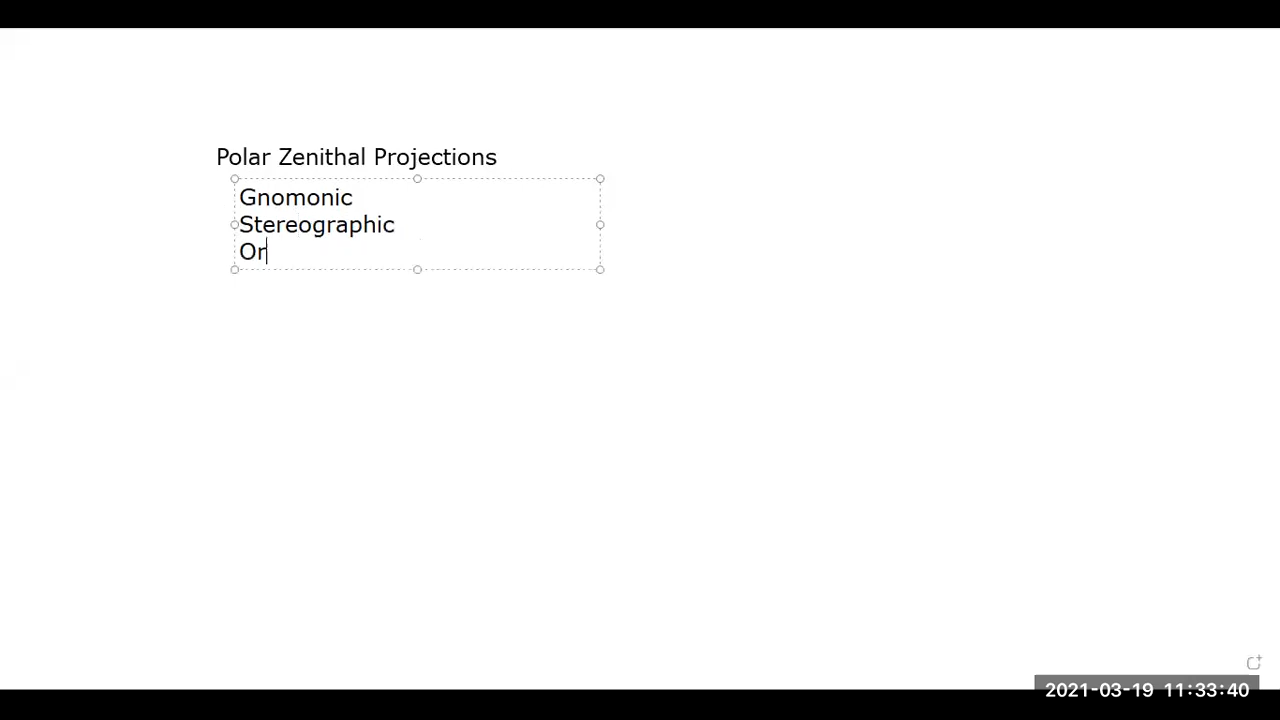 Polar Zenithal Projections
Gnomonic
Stereographic
Or
2021-03-19 11:33:40